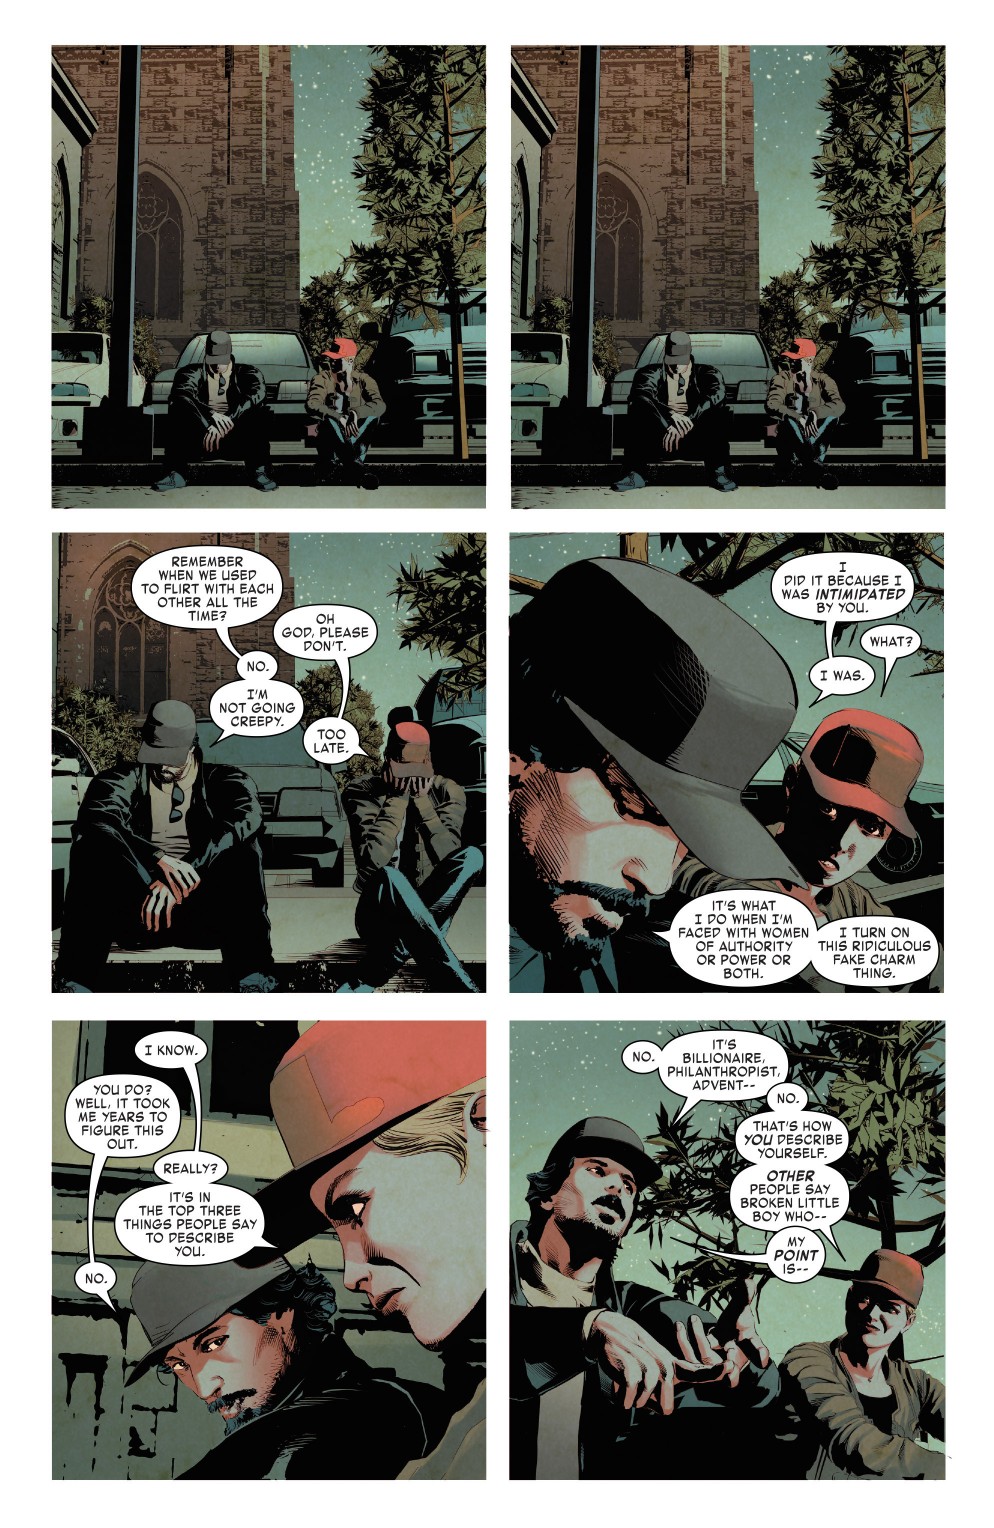 REMEMBER
WHEN WE USED
TO FLIRT WITH EACH
OTHER ALL THE
TIME?
OH
GOD, PLEASE
DON'T.
NO.
I'M
NOT GOING
CREEPY.
TOO
LATE.
I
DID IT BECAUSE I
WAS INTIMIDATED
BY YOU.
WHAT?
I WAS.
IT'S WHAT
I DO WHEN I'M
FACED WITH WOMEN
OF AUTHORITY
OR POWER OR
BOTH.
I TURN ON
THIS RIDICULOUS
FAKE CHARM
THING.
I KNOW.
YOU DO?
WELL, IT TOOK
ME YEARS TO
FIGURE THIS
OUT.
REALLY?
IT'S IN
THE TOP THREE
THINGS PEOPLE SAY
TO DESCRIBE
YOU.
NO.
NO.
IT'S
BILLIONAIRE,
PHILANTHROPIST,
ADVENT--
NO.
THAT'S HOW
YOU DESCRIBE
YOURSELF.
OTHER
PEOPLE SAY
BROKEN LITTLE
BOY WHO--
MY
POINT
IS--